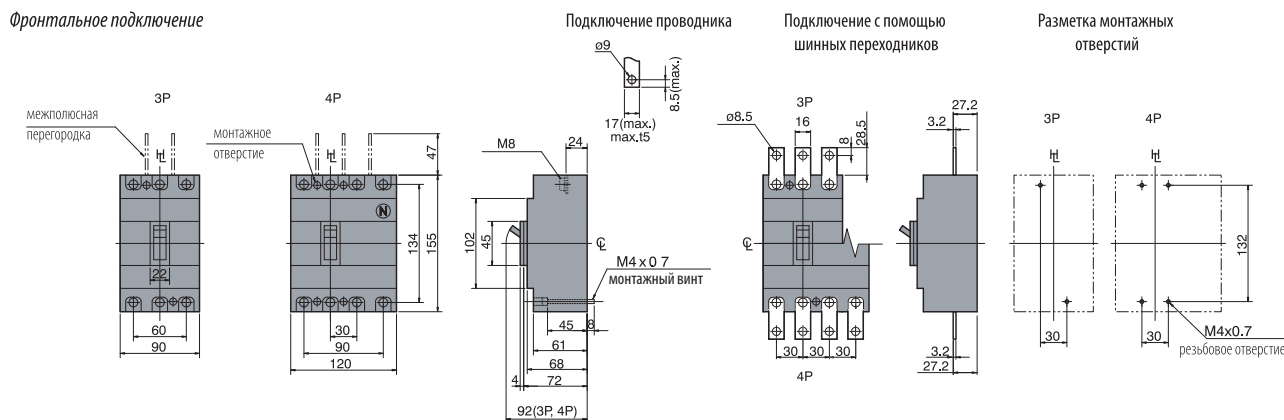 Фронтальное подключение
Подключение проводника
Подключение с помощью
шинных переходников
Разметка монтажных
отверстий
ø9
8.5(max.)
17(max.)
max.t5
3P
межполюсная
перегородка
22
60
90
4P
монтажное
отверстие
N
47
134
155
30
90
120
M8
24
102
45
M4x0 7
монтажный винт
45
8
61
68
4
72
92(3P, 4P)
3P
ø8.5
16
8
28.5
30
30
30
4P
27.2
3.2
3.2
27.2
3P
4P
132
30
30
M4x0.7
резьбовое отверстие